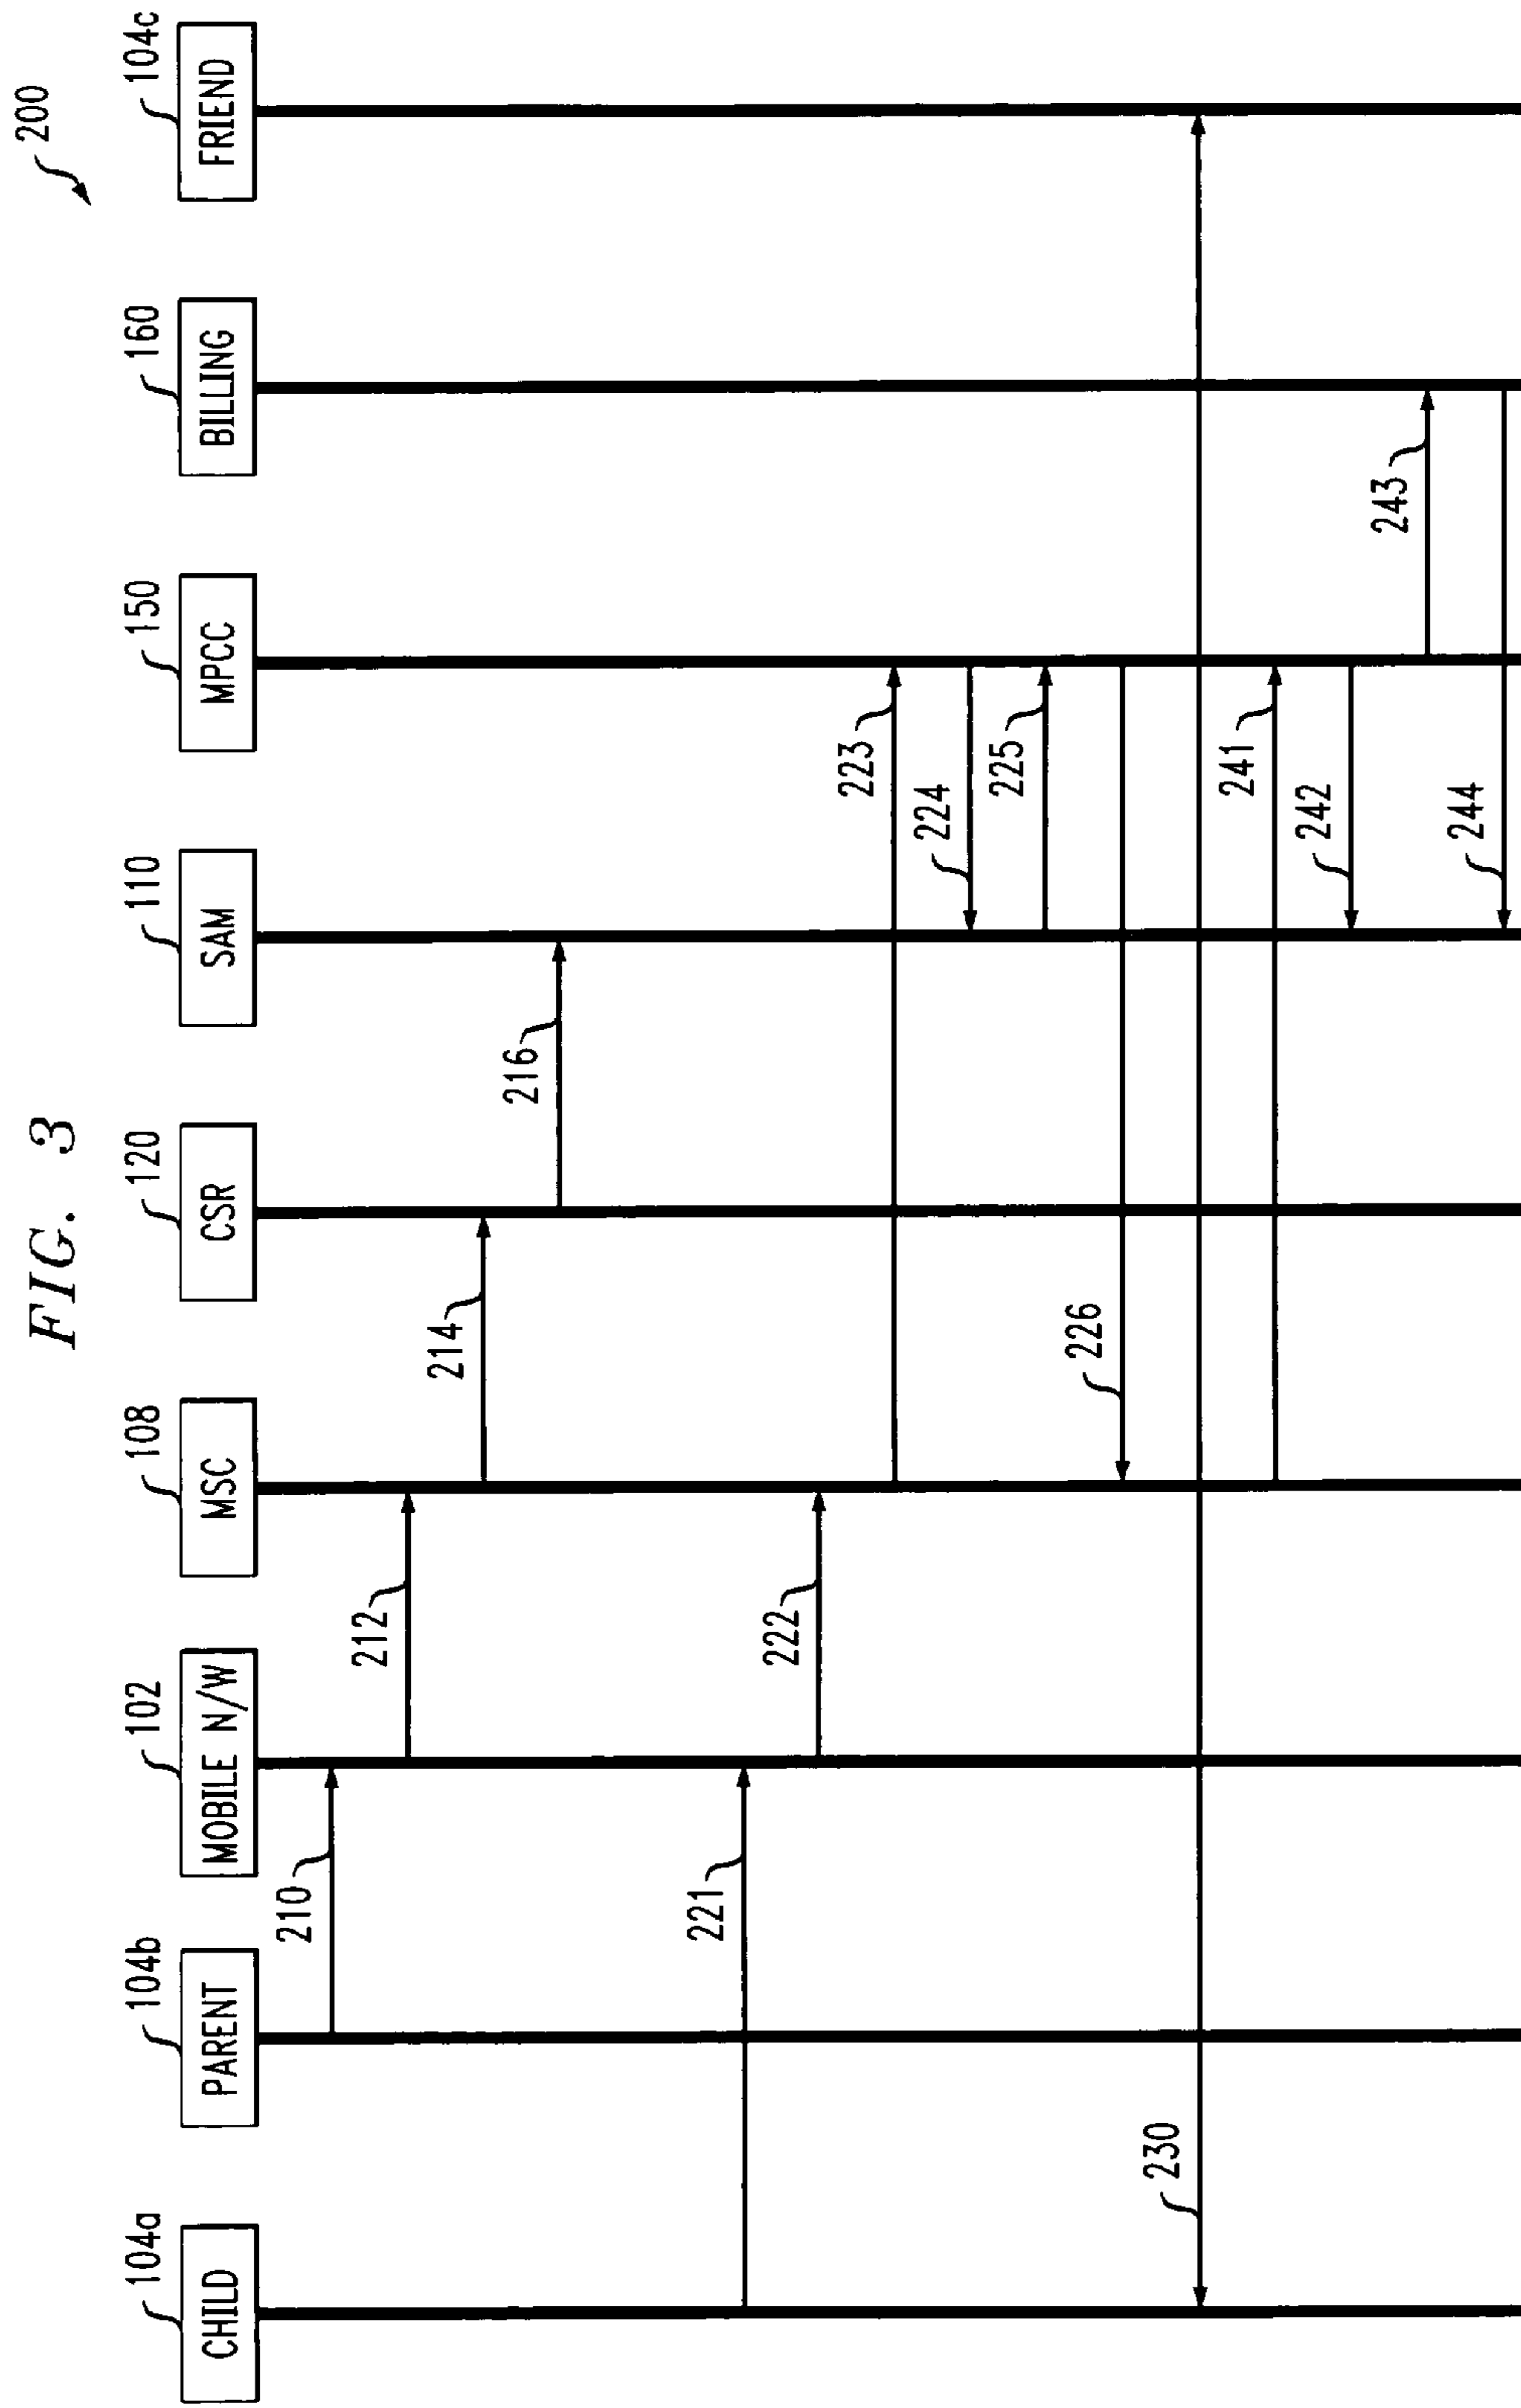 FIG. 3
200
104a
104b
102
108
120
110
150
160
104c
CHILD
PARENT
MOBILE N/W
MSC
CSR
SAM
MPCC
BILLING
FRIEND
210
212
214
216
221
222
223
224
225
226
230
241
242
243
244